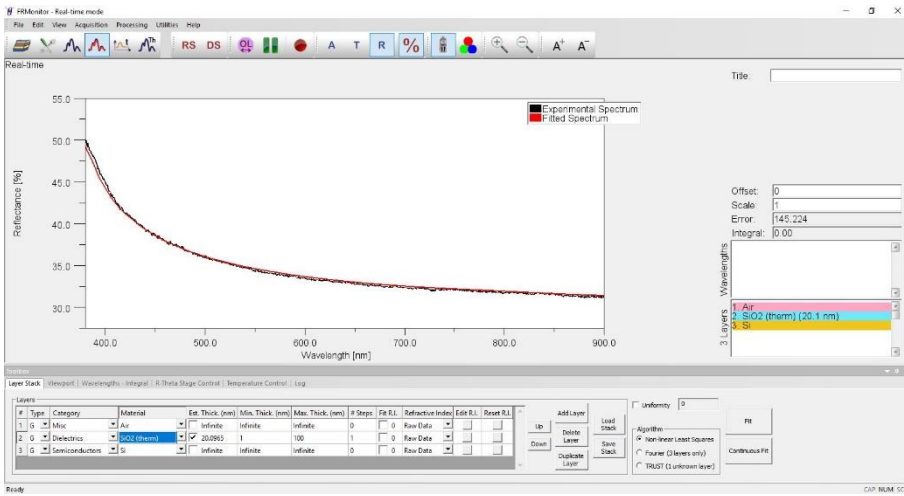 FRMonitor - Real-time mode
File Edit View Acquisition Processing Utilities Help
Th RS DS OL A T R % A+ A-
Real-time
Title:
55.0
50.0
45.0
40.0
35.0
30.0
Reflectance [%]
Experimental Spectrum
Fitted Spectrum
400.0 500.0 600.0 700.0 800.0 900.0
Wavelength [nm]
Offset: 0
Scale: 1
Error: 145.224
Integral: 0.00
Wavelengths
3 Layers
1. Air
2. SiO2 (therm) (20.1 nm)
3. Si
Toolbox
Layer Stack Viewport Wavelengths - Integral R-Theta Stage Control Temperature Control Log
Layers
# Type Category Material Est. Thick. (nm) Min. Thick. (nm) Max. Thick. (nm) # Steps Fit R.I. Refractive Index Edit R.I. Reset R.I.
1 G Misc Air Infinite Infinite Infinite 0 0 Raw Data
2 G Dielectrics SiO2 (therm) 20.0965 1 100 1 0 Raw Data
3 G Semiconductors Si Infinite Infinite Infinite 0 0 Raw Data
Up
Down
Add Layer
Delete Layer
Duplicate Layer
Load Stack
Save Stack
Uniformity 0
Algorithm
Non-linear Least Squares
Fourier (3 layers only)
TRUST (1 unknown layer)
Fit
Continuous Fit
Ready CAP NUM SC